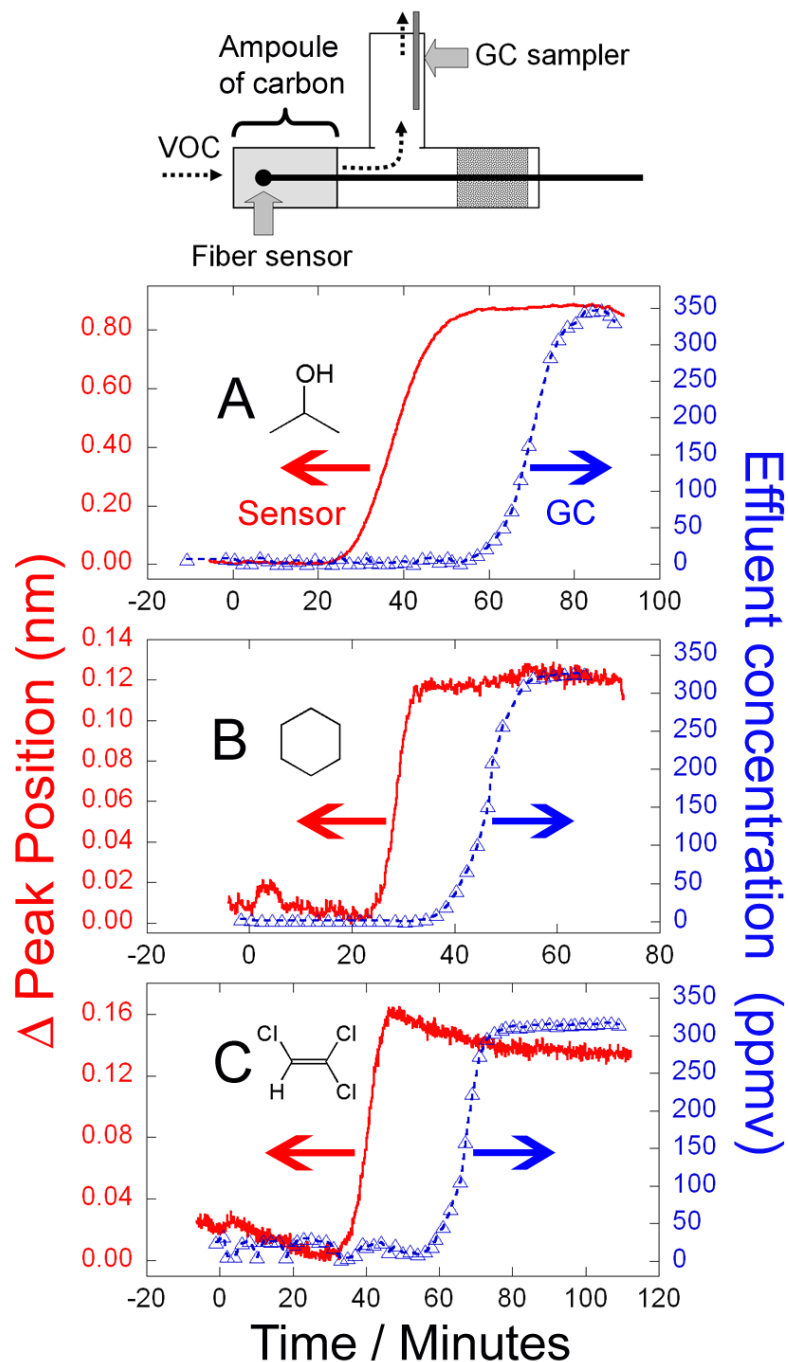 Ampoule
of carbon
GC sampler
VOC
Fiber sensor
-20 0 20 40 60 80 100
0.80
0.60
0.40
0.20
0.00
350
300
250
200
150
100
50
0
A
OH
Sensor
GC
-20 0 20 40 60 80
0.14
0.12
0.10
0.08
0.06
0.04
0.02
0.00
350
300
250
200
150
100
50
0
B
-20 0 20 40 60 80 100 120
0.16
0.12
0.08
0.04
0.00
350
300
250
200
150
100
50
0
C
Cl
Cl
H
Cl
Δ Peak Position (nm)
Effluent concentration (ppmv)
Time / Minutes